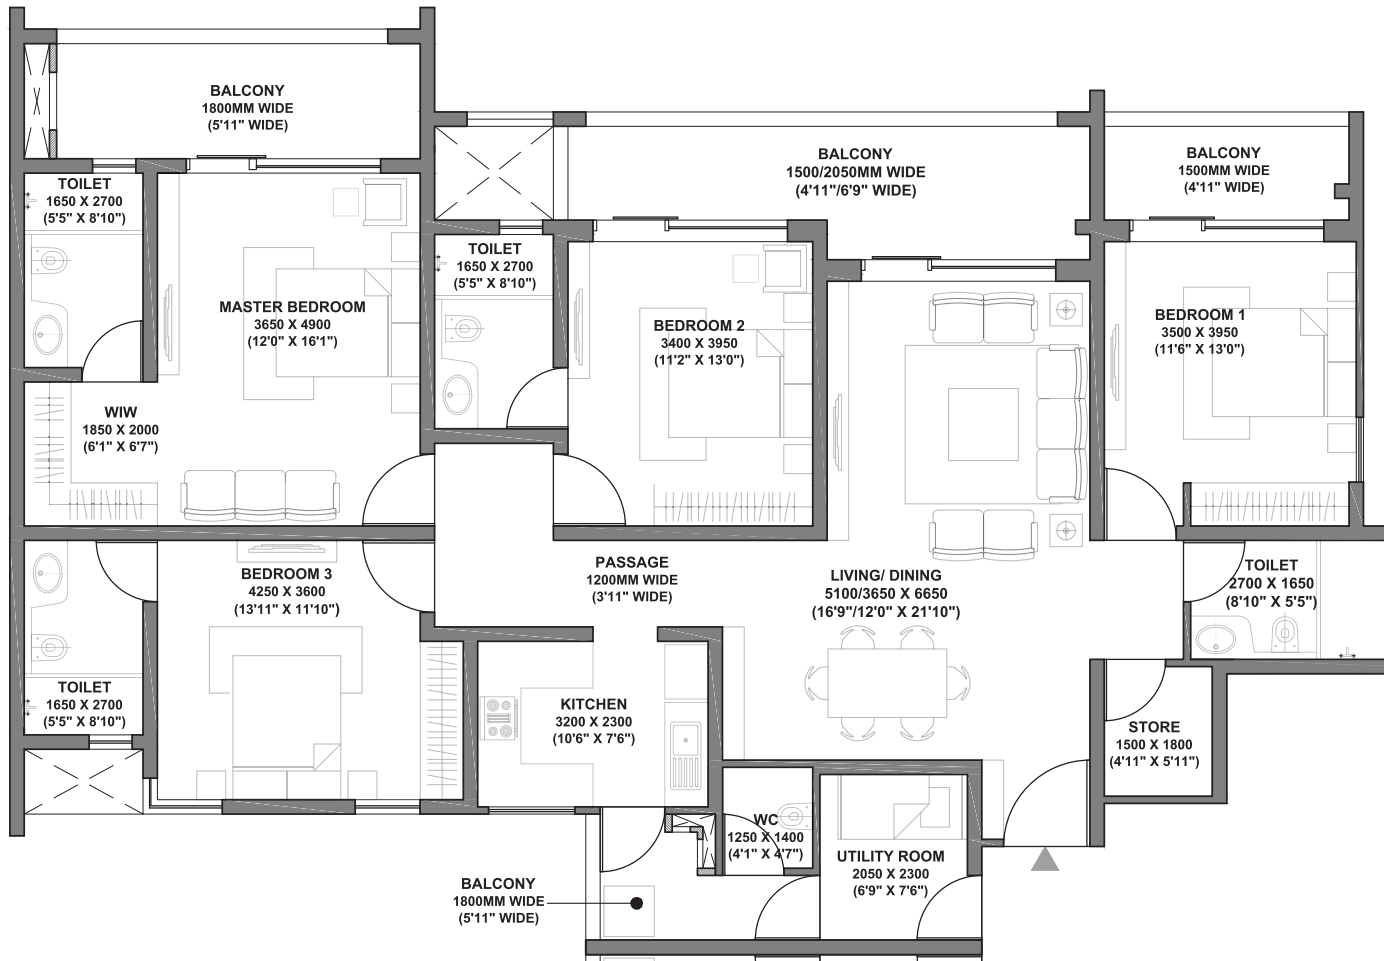 BALCONY
1800MM WIDE
(5'11" WIDE)
BALCONY
1500/2050MM WIDE
(4'11"/6'9" WIDE)
BALCONY
1500MM WIDE
(4'11" WIDE)
TOILET
1650 X 2700
(5'5" X 8'10")
TOILET
1650 X 2700
(5'5" X 8'10")
MASTER BEDROOM
3650 X 4900
(12'0" X 16'1")
BEDROOM 2
3400 X 3950
(11'2" X 13'0")
BEDROOM 1
3500 X 3950
(11'6" X 13'0")
WIW
1850 X 2000
(6'1" X 6'7")
BEDROOM 3
4250 X 3600
(13'11" X 11'10")
PASSAGE
1200MM WIDE
(3'11" WIDE)
LIVING/ DINING
5100/3650 X 6650
(16'9"/12'0" X 21'10")
TOILET
2700 X 1650
(8'10" X 5'5")
TOILET
1650 X 2700
(5'5" X 8'10")
KITCHEN
3200 X 2300
(10'6" X 7'6")
STORE
1500 X 1800
(4'11" X 5'11")
WC
1250 X 1400
(4'1" X 4'7")
UTILITY ROOM
2050 X 2300
(6'9" X 7'6")
BALCONY
1800MM WIDE
(5'11" WIDE)